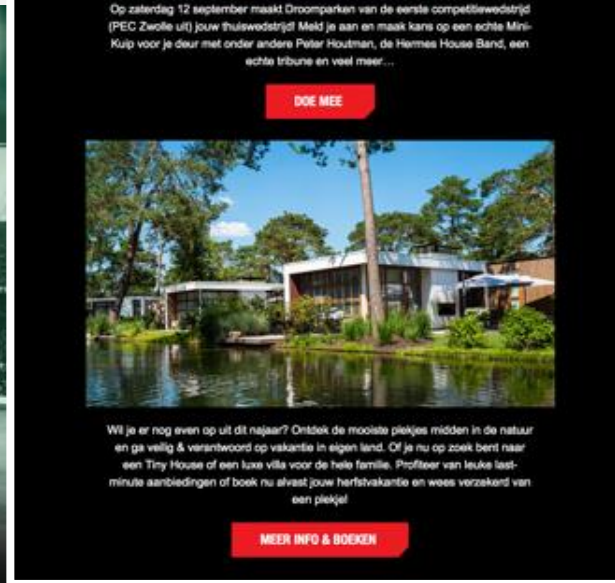 Op zaterdag 12 september maakt Droomparken van de eerste competitiewedstrijd
(PEC Zwolle uit) jouw thuiswedstrijd! Meld je aan en maak kans op een echte Mini-
Kuip voor je deur met onder andere Peter Houtman, de Hermes House Band, een
echte tribune en veel meer…
DOE MEE
Wil je er nog even op uit dit najaar? Ontdek de mooiste plekjes midden in de natuur
en ga veilig & verantwoord op vakantie in eigen land. Of je nu op zoek bent naar
een Tiny House of een luxe villa voor de hele familie. Profiteer van leuke last-
minute aanbiedingen of boek nu alvast jouw herfstvakantie en wees verzekerd van
een plekje!
MEER INFO & BOEKEN